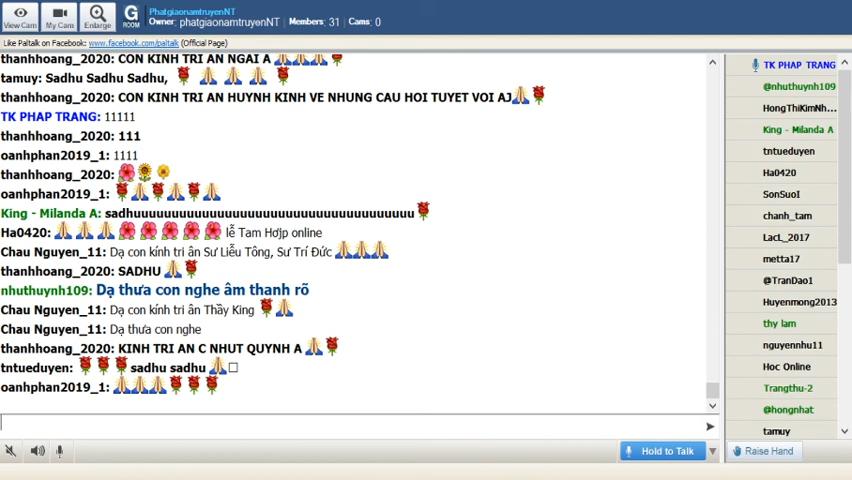 View Cam
My Cam
Enlarge
G ROOM
PhatgiaonamtruyenNT
Owner: phatgiaonamtruyenNT Members: 31 Cams: 0
Like Paltalk on Facebook: www.facebook.com/paltalk (Official Page)
thanhhoang_2020: CON KINH TRI AN NGAI A
tamuy: Sadhu Sadhu Sadhu,
thanhhoang_2020: CON KINH TRI AN HUYNH KINH VE NHUNG CAU HOI TUYET VOI AJ
TK PHAP TRANG: 11111
thanhhoang_2020: 111
oanhphan2019_1: 1111
thanhhoang_2020:
oanhphan2019_1:
King - Milanda A: sadhuuuuuuuuuuuuuuuuuuuuuuuuuuuuuuuuuuuuu
Ha0420: lễ Tam Hơjp online
Chau Nguyen_11: Dạ con kính tri ân Sư Liễu Tông, Sư Trí Đức
thanhhoang_2020: SADHU
nhuthuynh109: Dạ thưa con nghe âm thanh rõ
Chau Nguyen_11: Dạ con kính tri ân Thầy King
Chau Nguyen_11: Dạ thưa con nghe
thanhhoang_2020: KINH TRI AN C NHUT QUYNH A
tntueduyen: sadhu sadhu
oanhphan2019_1:
TK PHAP TRANG
@nhuthuynh109
HongThiKimNh...
King - Milanda A
tntueduyen
Ha0420
SonSuoI
chanh_tam
LacL_2017
metta17
@TranDao1
Huyenmong2013
thy lam
nguyennhu11
Hoc Online
Trangthu-2
@hongnhat
tamuy
Hold to Talk
Raise Hand